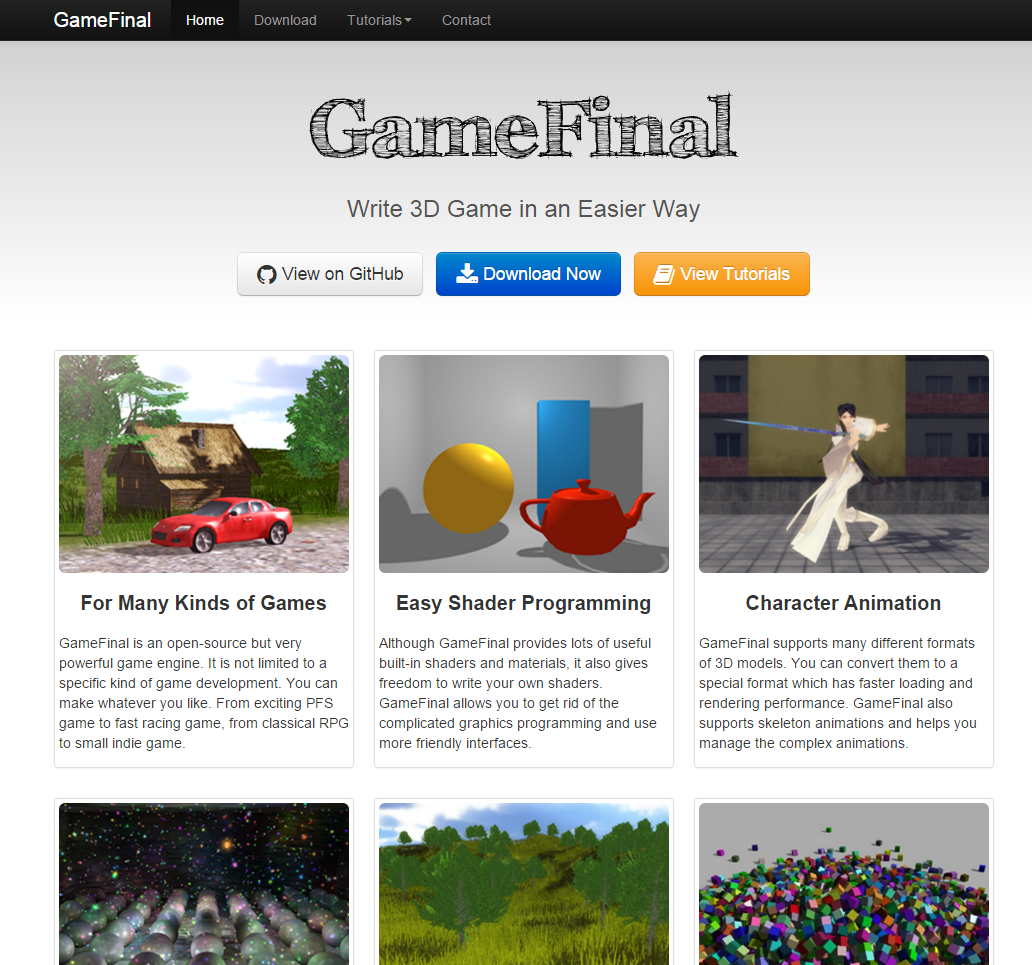 GameFinal Home Download Tutorials Contact
GameFinal
Write 3D Game in an Easier Way
View on GitHub Download Now View Tutorials
For Many Kinds of Games
GameFinal is an open-source but very
powerful game engine. It is not limited to a
specific kind of game development. You can
make whatever you like. From exciting PFS
game to fast racing game, from classical RPG
to small indie game.
Easy Shader Programming
Although GameFinal provides lots of useful
built-in shaders and materials, it also gives
freedom to write your own shaders.
GameFinal allows you to get rid of the
complicated graphics programming and use
more friendly interfaces.
Character Animation
GameFinal supports many different formats
of 3D models. You can convert them to a
special format which has faster loading and
rendering performance. GameFinal also
supports skeleton animations and helps you
manage the complex animations.